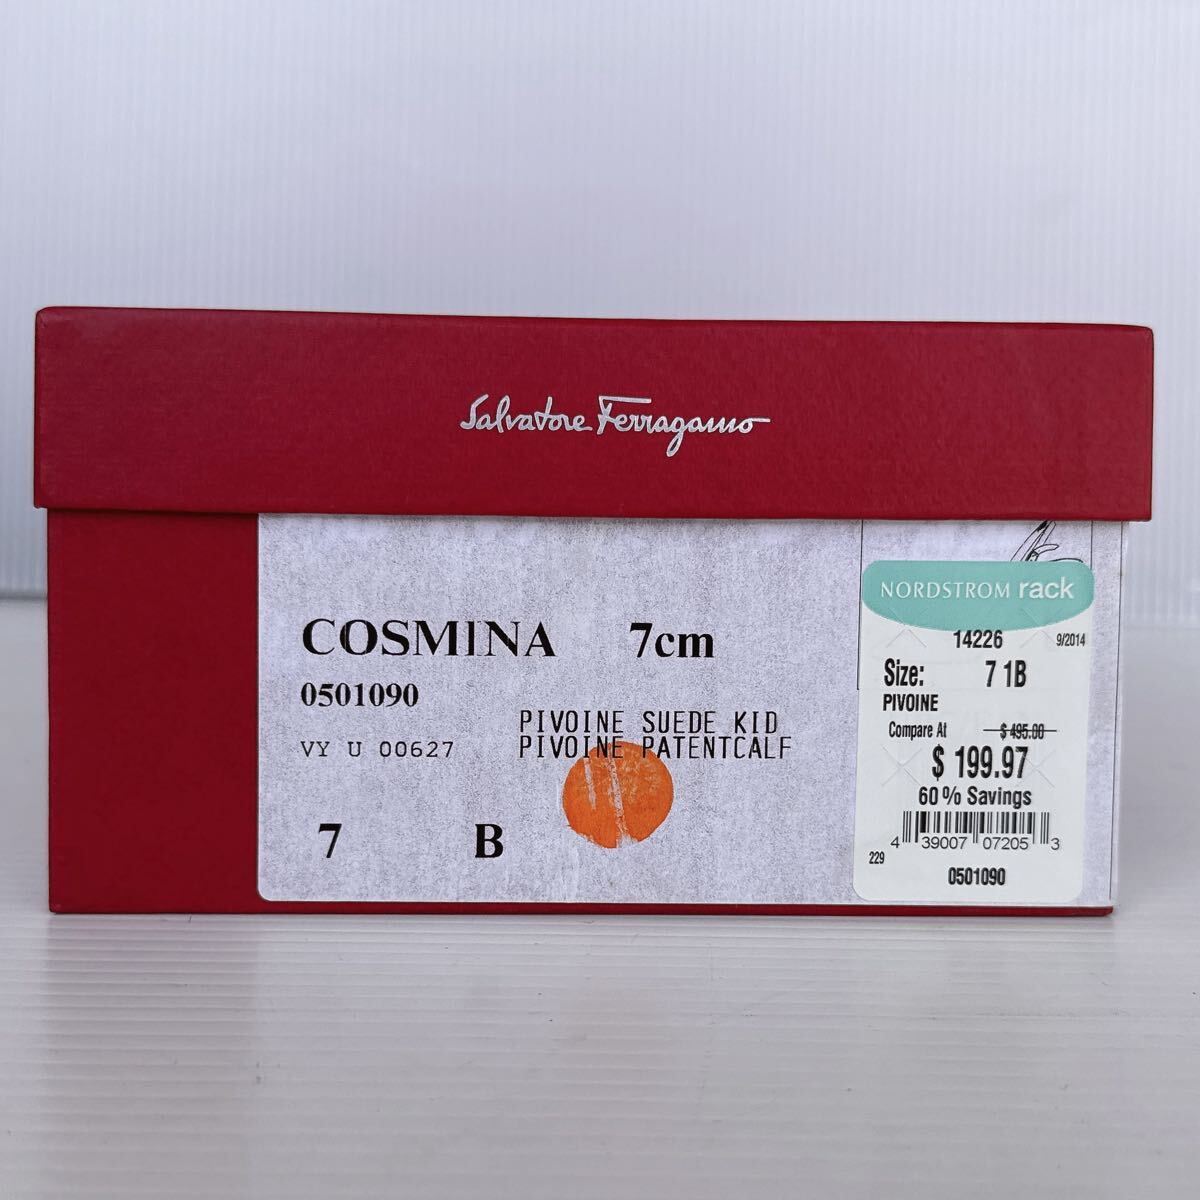 Salvatore Ferragamo
COSMINA 7cm
0501090
PIVOINE SUEDE KID
VY U 00627 PIVOINE PATENTCALF
7 B
NORDSTROM rack
14226 9/2014
Size: 7 1B
PIVOINE
Compare At $ 495.00
$ 199.97
60% Savings
4 39007 07205 3
229
0501090